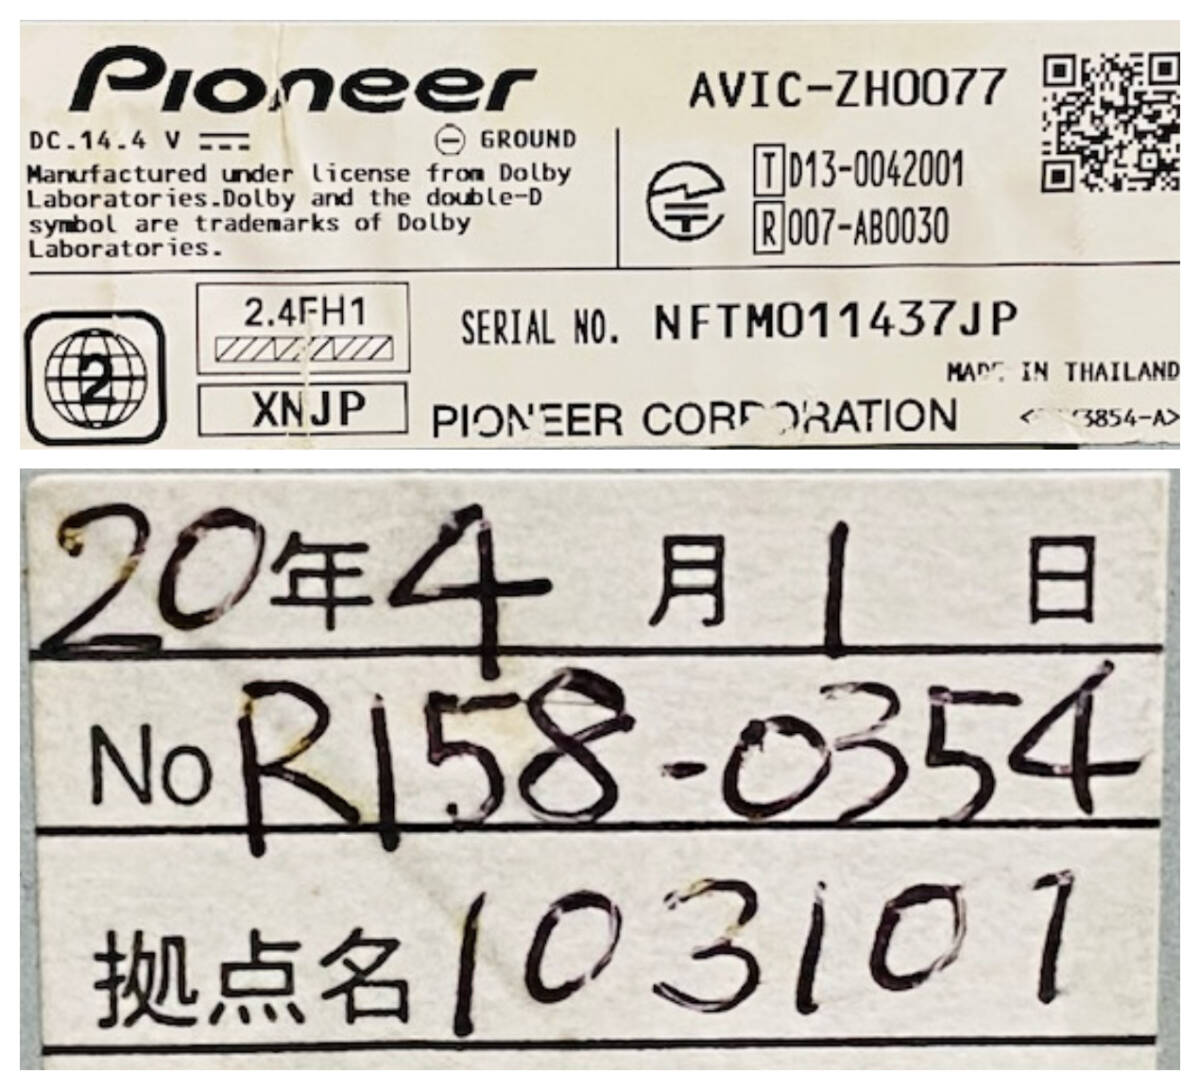 Pioneer
AVIC-ZH0077
DC.14.4 V
GROUND
Manufactured under license from Dolby
Laboratories.Dolby and the double-D
symbol are trademarks of Dolby
Laboratories.
T D13-0042001
R 007-AB0030
2
2.4FH1
XNJP
SERIAL NO. NFTM011437JP
MADE IN THAILAND
PIONEER CORPORATION
20年4月1日
No R158-0354
拠点名 103101